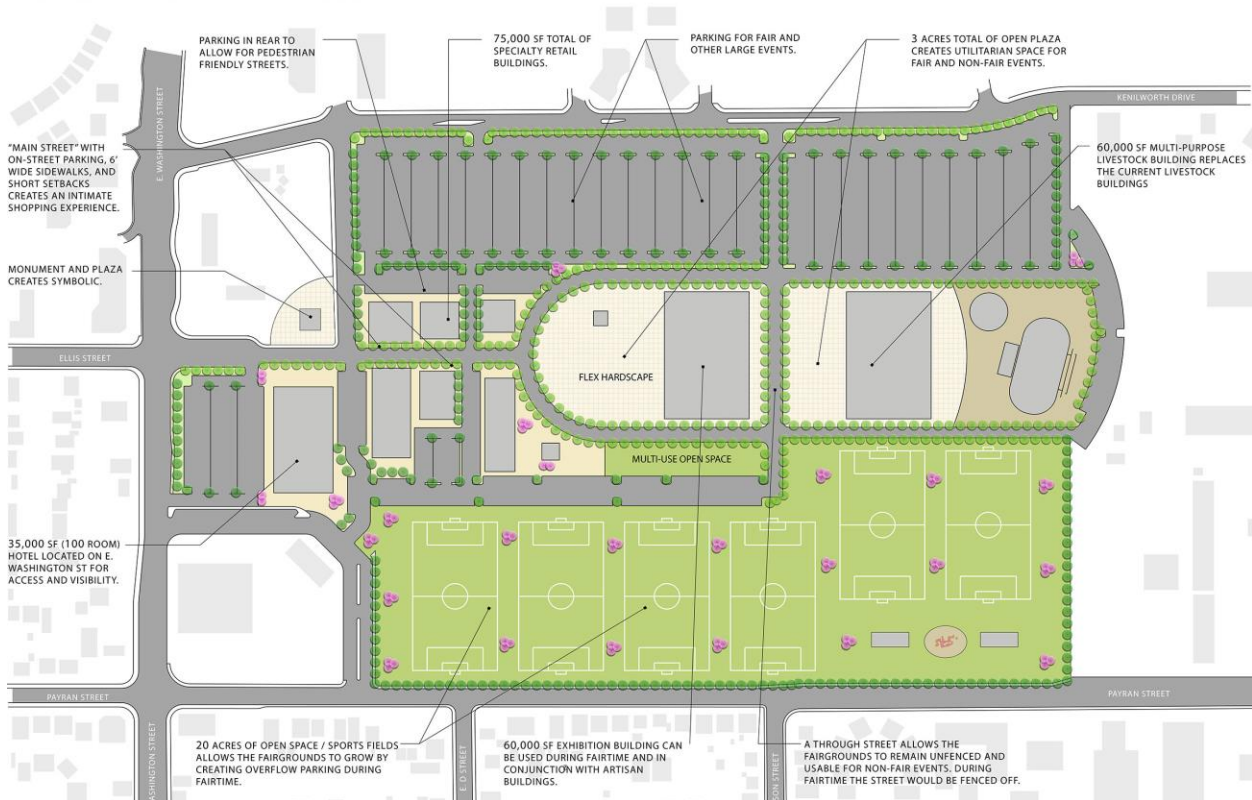 PARKING IN REAR TO
ALLOW FOR PEDESTRIAN
FRIENDLY STREETS.
75,000 SF TOTAL OF
SPECIALTY RETAIL
BUILDINGS.
PARKING FOR FAIR AND
OTHER LARGE EVENTS.
3 ACRES TOTAL OF OPEN PLAZA
CREATES UTILITARIAN SPACE FOR
FAIR AND NON-FAIR EVENTS.
KENILWORTH DRIVE
E. WASHINGTON STREET
"MAIN STREET" WITH
ON-STREET PARKING, 6'
WIDE SIDEWALKS, AND
SHORT SETBACKS
CREATES AN INTIMATE
SHOPPING EXPERIENCE.
60,000 SF MULTI-PURPOSE
LIVESTOCK BUILDING REPLACES
THE CURRENT LIVESTOCK
BUILDINGS
MONUMENT AND PLAZA
CREATES SYMBOLIC.
ELLIS STREET
FLEX HARDSCAPE
MULTI-USE OPEN SPACE
35,000 SF (100 ROOM)
HOTEL LOCATED ON E.
WASHINGTON ST FOR
ACCESS AND VISIBILITY.
PAYRAN STREET
PAYRAN STREET
20 ACRES OF OPEN SPACE / SPORTS FIELDS
ALLOWS THE FAIRGROUNDS TO GROW BY
CREATING OVERFLOW PARKING DURING
FAIRTIME.
60,000 SF EXHIBITION BUILDING CAN
BE USED DURING FAIRTIME AND IN
CONJUNCTION WITH ARTISAN
BUILDINGS.
A THROUGH STREET ALLOWS THE
FAIRGROUNDS TO REMAIN UNFENCED AND
USABLE FOR NON-FAIR EVENTS. DURING
FAIRTIME THE STREET WOULD BE FENCED OFF.
ASHINGTON STREET
E. D STREET
SON STREET